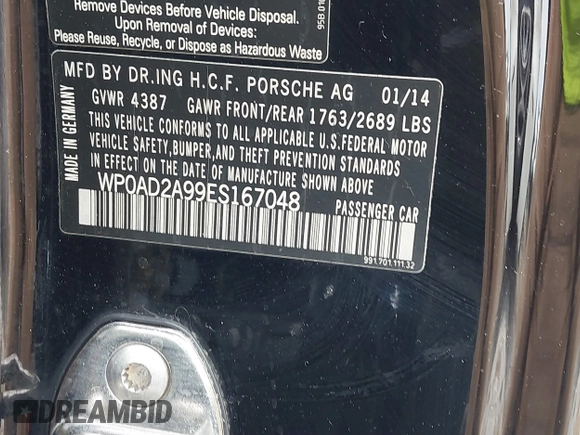 Remove Devices Before Vehicle Disposal.
Upon Removal of Devices:
Please Reuse, Recycle, or Dispose as Hazardous Waste
MFD BY DR.ING H.C.F. PORSCHE AG 01/14
GVWR 4387 GAWR FRONT/REAR 1763/2689 LBS
THIS VEHICLE CONFORMS TO ALL APPLICABLE U.S.FEDERAL MOTOR
VEHICLE SAFETY,BUMPER,AND THEFT PREVENTION STANDARDS
IN EFFECT ON THE DATE OF MANUFACTURE SHOWN ABOVE.
WP0AD2A99ES167048 PASSENGER CAR
MADE IN GERMANY
991.701.111.32
DREAMBID